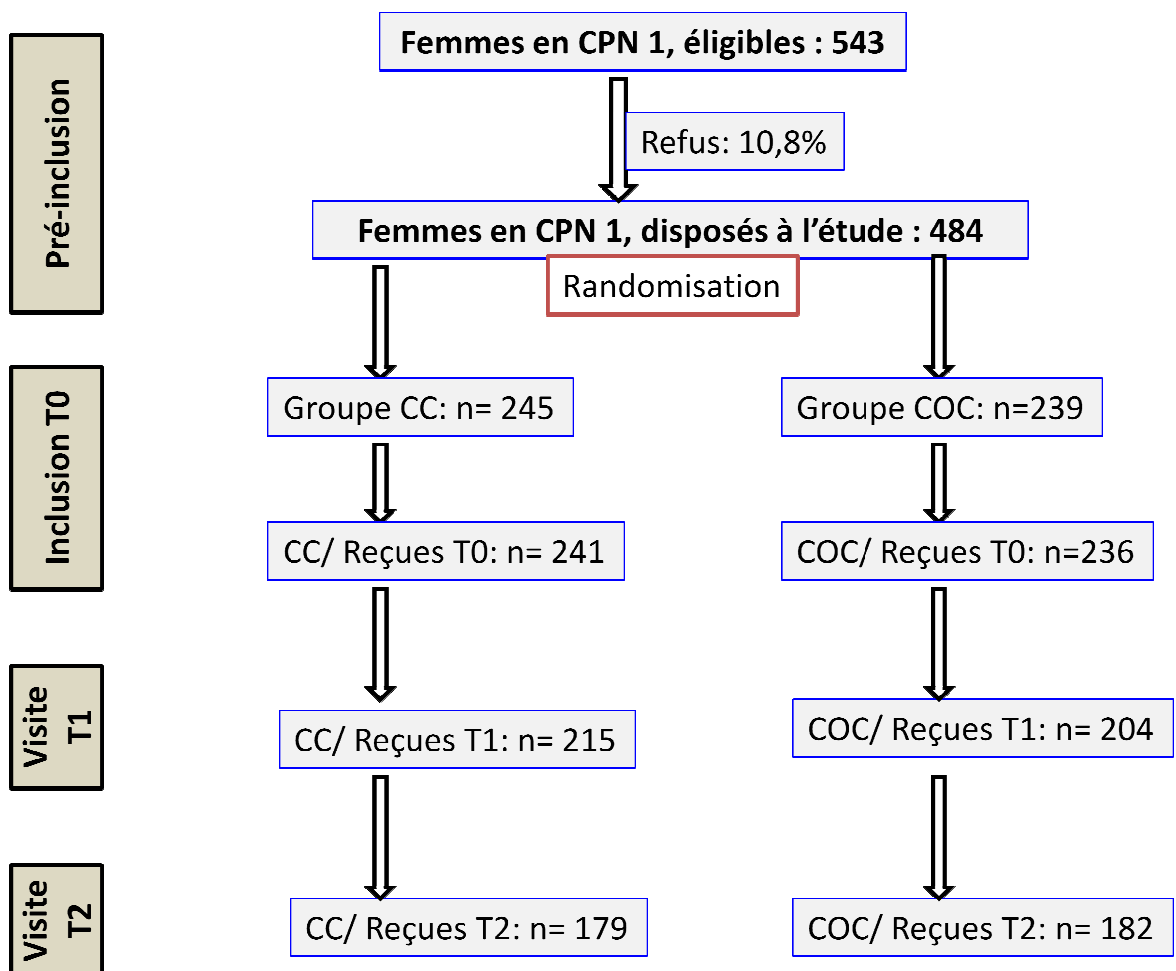 Pré-inclusion
Femmes en CPN 1, éligibles : 543
Refus: 10,8%
Femmes en CPN 1, disposés à l’étude : 484
Randomisation
Inclusion T0
Groupe CC: n= 245
Groupe COC: n=239
CC/ Reçues T0: n= 241
COC/ Reçues T0: n=236
Visite
T1
CC/ Reçues T1: n= 215
COC/ Reçues T1: n= 204
Visite
T2
CC/ Reçues T2: n= 179
COC/ Reçues T2: n= 182